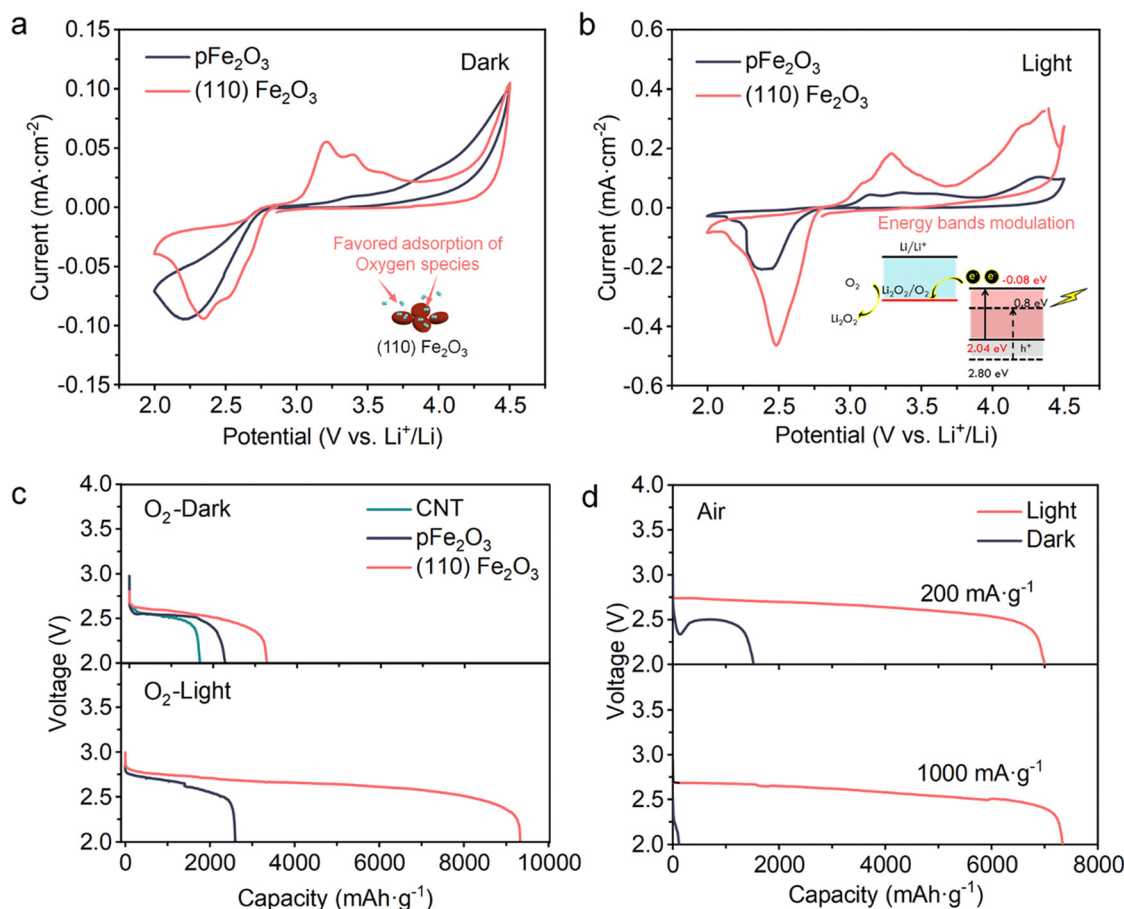 a
0.15
0.10
0.05
0.00
-0.05
-0.10
-0.15
Current (mA·cm⁻²)
pFe₂O₃
(110) Fe₂O₃
Dark
Favored adsorption of
Oxygen species
(110) Fe₂O₃
2.0 2.5 3.0 3.5 4.0 4.5
Potential (V vs. Li⁺/Li)
b
0.6
0.4
0.2
0.0
-0.2
-0.4
-0.6
Current (mA·cm⁻²)
pFe₂O₃
(110) Fe₂O₃
Light
Energy bands modulation
Li/Li⁺
O₂
Li₂O₂/O₂
Li₂O₂
-0.08 eV
0.8 eV
2.04 eV
h⁺
2.80 eV
2.0 2.5 3.0 3.5 4.0 4.5
Potential (V vs. Li⁺/Li)
c
4.0
3.5
3.0
2.5
2.0
O₂-Dark
CNT
pFe₂O₃
(110) Fe₂O₃
Voltage (V)
O₂-Light
3.5
3.0
2.5
2.0
0 2000 4000 6000 8000 10000
Capacity (mAh·g⁻¹)
d
4.0
3.5
3.0
2.5
2.0
Air
Light
Dark
200 mA·g⁻¹
Voltage (V)
3.5
3.0
2.5
2.0
1000 mA·g⁻¹
0 2000 4000 6000 8000
Capacity (mAh·g⁻¹)